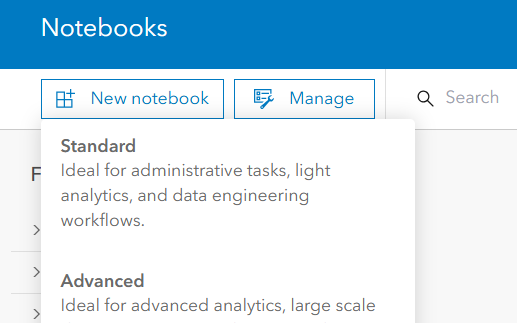 Notebooks
New notebook
Manage
Search
Standard
Ideal for administrative tasks, light
analytics, and data engineering
workflows.
F
Advanced
Ideal for advanced analytics, large scale